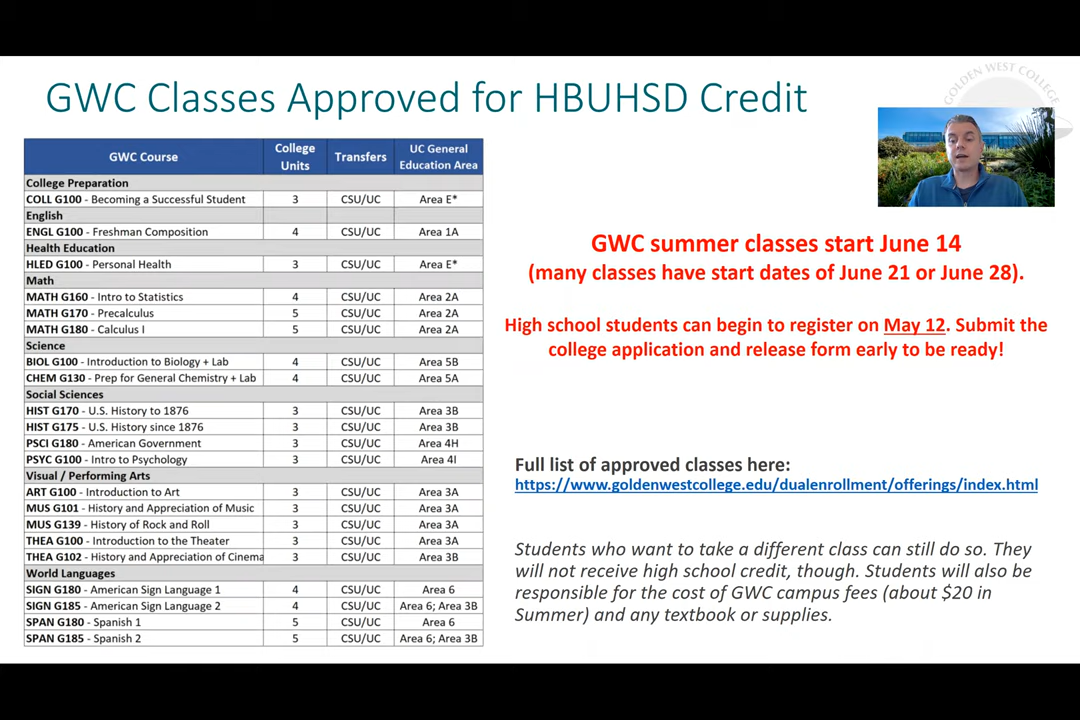 GWC Classes Approved for HBUHSD Credit
GOLDEN WEST COLLEGE
GWC Course College Units Transfers UC General Education Area
College Preparation
COLL G100 - Becoming a Successful Student 3 CSU/UC Area E*
English
ENGL G100 - Freshman Composition 4 CSU/UC Area 1A
Health Education
HLED G100 - Personal Health 3 CSU/UC Area E*
Math
MATH G160 - Intro to Statistics 4 CSU/UC Area 2A
MATH G170 - Precalculus 5 CSU/UC Area 2A
MATH G180 - Calculus I 5 CSU/UC Area 2A
Science
BIOL G100 - Introduction to Biology + Lab 4 CSU/UC Area 5B
CHEM G130 - Prep for General Chemistry + Lab 4 CSU/UC Area 5A
Social Sciences
HIST G170 - U.S. History to 1876 3 CSU/UC Area 3B
HIST G175 - U.S. History since 1876 3 CSU/UC Area 3B
PSCI G180 - American Government 3 CSU/UC Area 4H
PSYC G100 - Intro to Psychology 3 CSU/UC Area 4I
Visual / Performing Arts
ART G100 - Introduction to Art 3 CSU/UC Area 3A
MUS G101 - History and Appreciation of Music 3 CSU/UC Area 3A
MUS G139 - History of Rock and Roll 3 CSU/UC Area 3A
THEA G100 - Introduction to the Theater 3 CSU/UC Area 3A
THEA G102 - History and Appreciation of Cinema 3 CSU/UC Area 3B
World Languages
SIGN G180 - American Sign Language 1 4 CSU/UC Area 6
SIGN G185 - American Sign Language 2 4 CSU/UC Area 6; Area 3B
SPAN G180 - Spanish 1 5 CSU/UC Area 6
SPAN G185 - Spanish 2 5 CSU/UC Area 6; Area 3B
GWC summer classes start June 14
(many classes have start dates of June 21 or June 28).
High school students can begin to register on May 12. Submit the
college application and release form early to be ready!
Full list of approved classes here:
https://www.goldenwestcollege.edu/dualenrollment/offerings/index.html
Students who want to take a different class can still do so. They
will not receive high school credit, though. Students will also be
responsible for the cost of GWC campus fees (about $20 in
Summer) and any textbook or supplies.